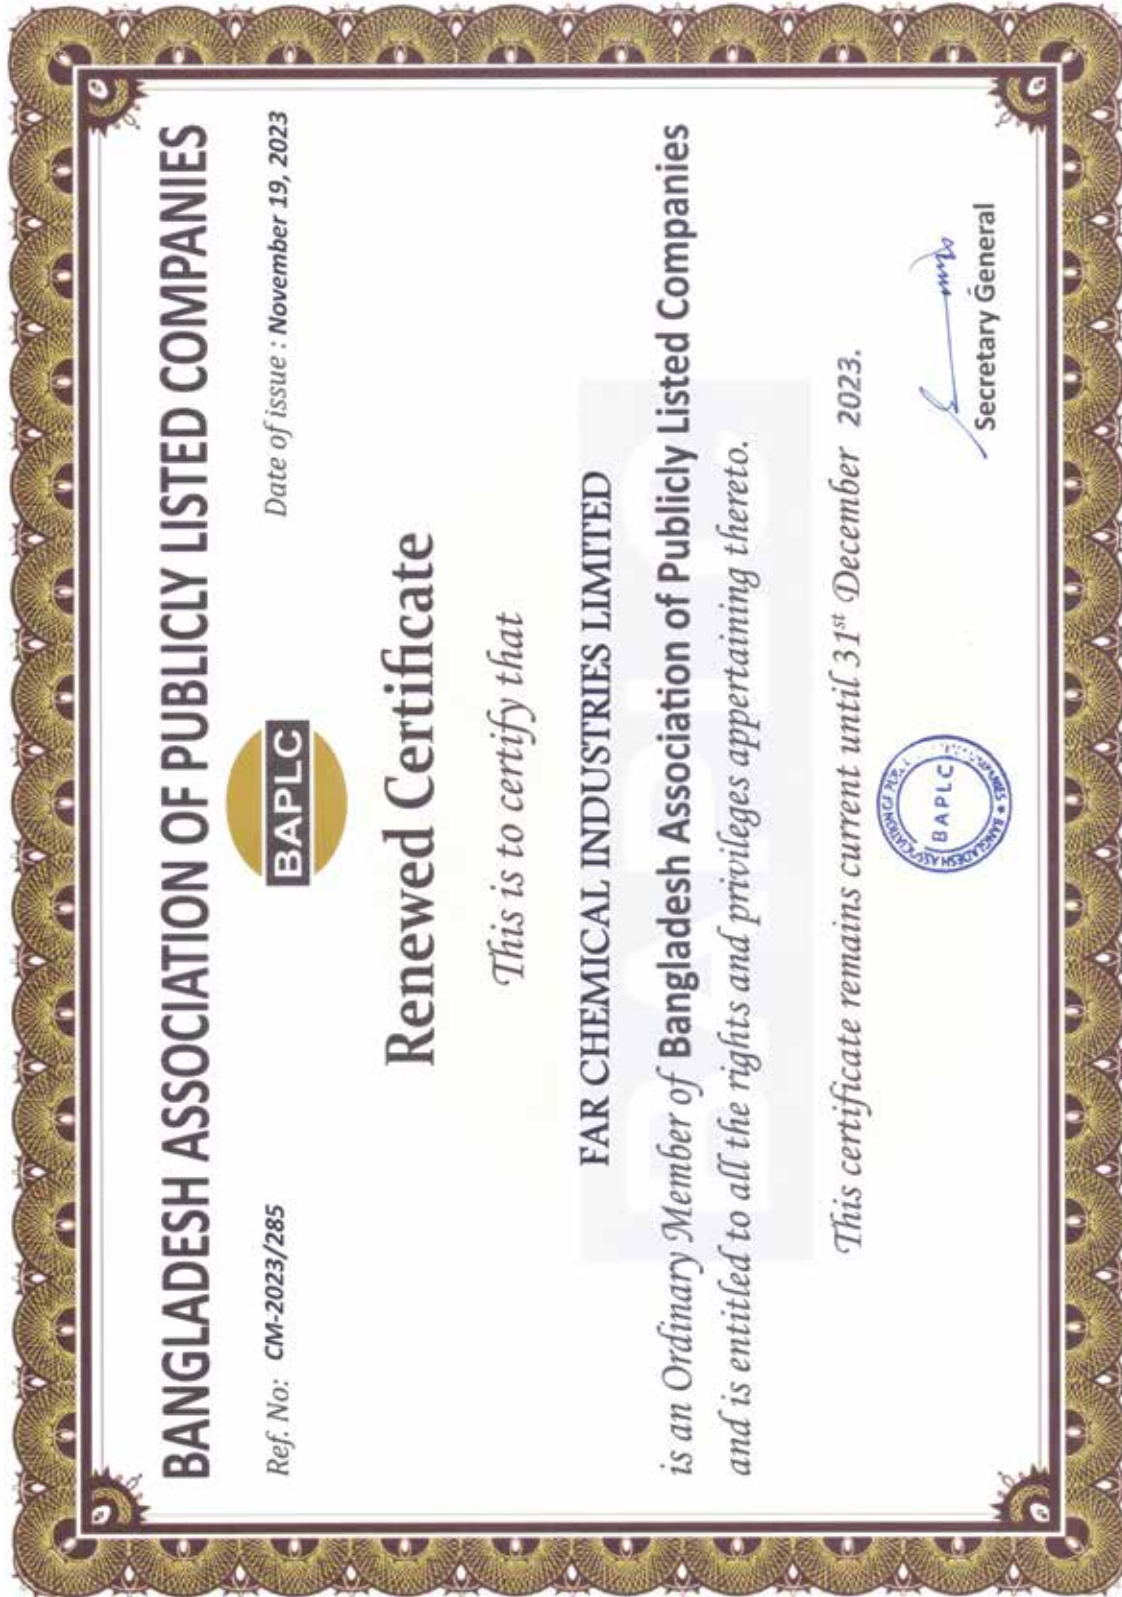 BANGLADESH ASSOCIATION OF PUBLICLY LISTED COMPANIES
Ref. No: CM-2023/285
Date of issue : November 19, 2023
BAPLC
Renewed Certificate
This is to certify that
FAR CHEMICAL INDUSTRIES LIMITED
is an Ordinary Member of Bangladesh Association of Publicly Listed Companies
and is entitled to all the rights and privileges appertaining thereto.
This certificate remains current until 31st December 2023.
BAPLC
BANGLADESH ASSOCIATION OF
Secretary General